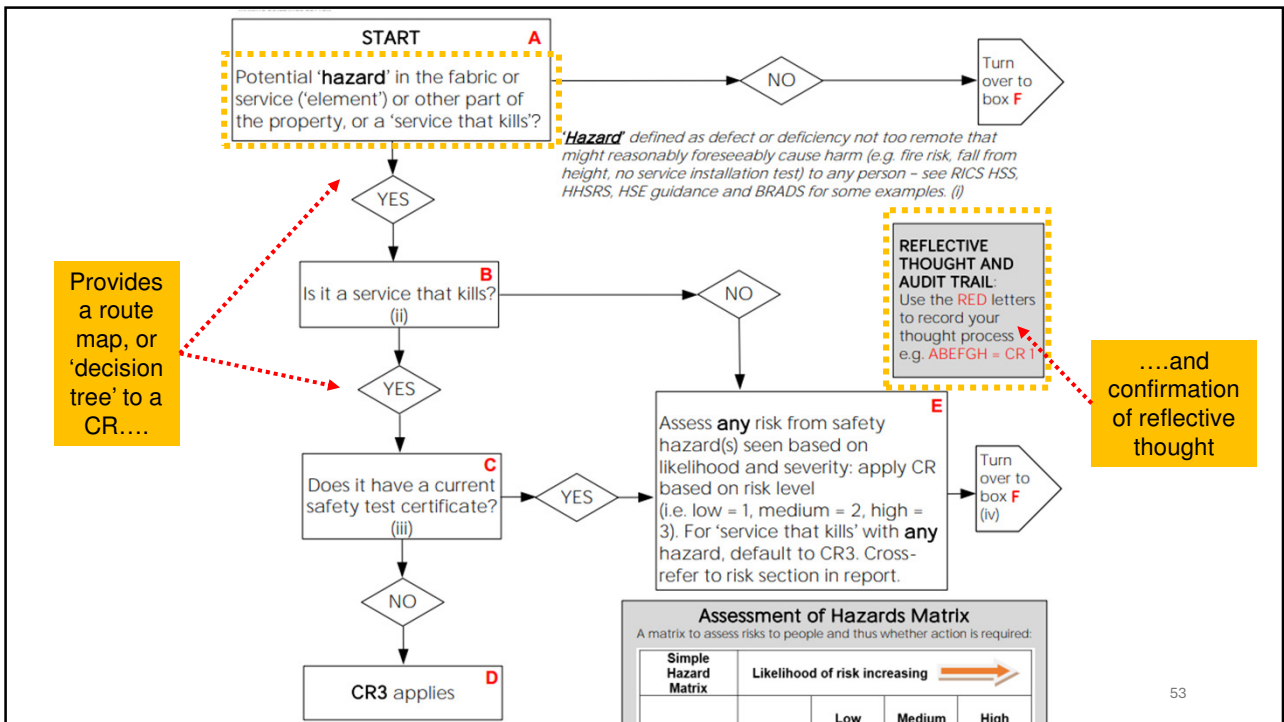 START
A
Potential ‘hazard’ in the fabric or
service (‘element’) or other part of
the property, or a ‘service that kills’?
NO
Turn
over to
box F
‘Hazard’ defined as defect or deficiency not too remote that
might reasonably foreseeably cause harm (e.g. fire risk, fall from
height, no service installation test) to any person – see RICS HSS,
HHSRS, HSE guidance and BRADS for some examples. (i)
YES
REFLECTIVE
THOUGHT AND
AUDIT TRAIL:
Use the RED letters
to record your
thought process
e.g. ABEFGH = CR 1
Provides
a route
map, or
‘decision
tree’ to a
CR….
B
Is it a service that kills?
(ii)
NO
….and
confirmation
of reflective
thought
YES
E
Assess any risk from safety
hazard(s) seen based on
likelihood and severity: apply CR
based on risk level
(i.e. low = 1, medium = 2, high =
3). For ‘service that kills’ with any
hazard, default to CR3. Cross-
refer to risk section in report.
Turn
over to
box F
(iv)
C
Does it have a current
safety test certificate?
(iii)
YES
NO
D
CR3 applies
Assessment of Hazards Matrix
A matrix to assess risks to people and thus whether action is required:
Simple
Hazard
Matrix
Likelihood of risk increasing
Low
Medium
High
53